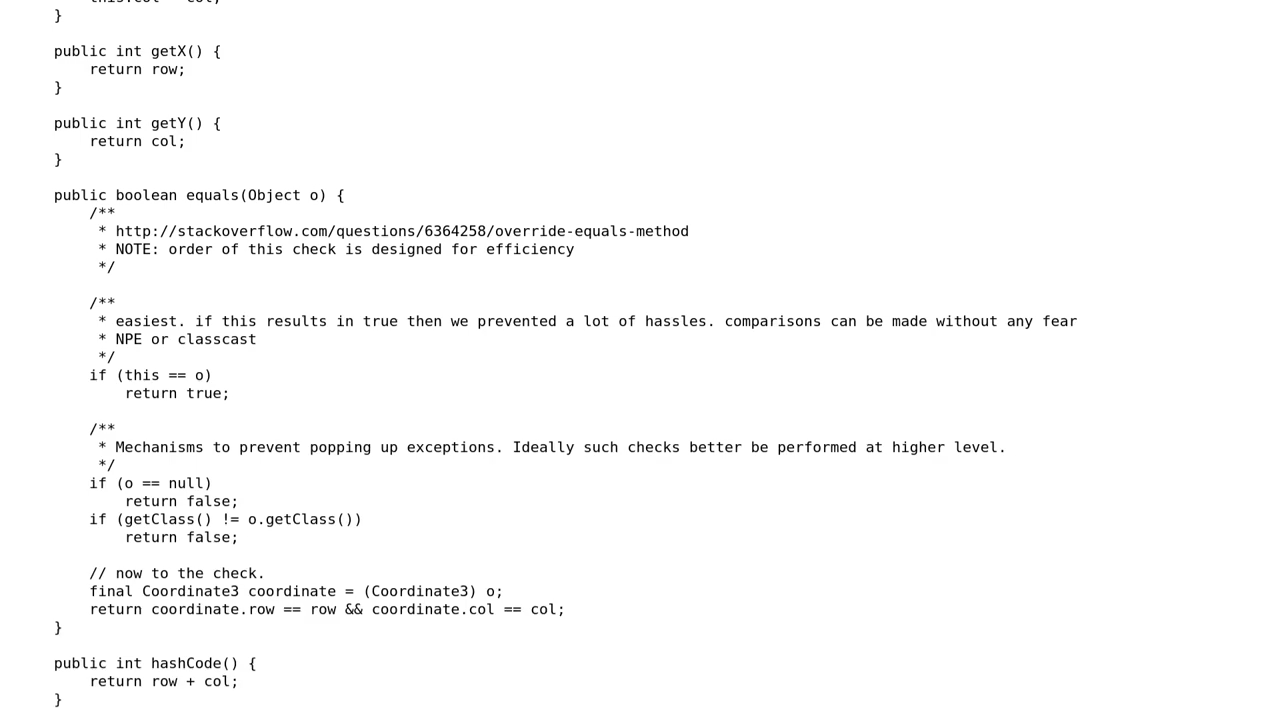 this.col = col;
}
public int getX() {
return row;
}
public int getY() {
return col;
}
public boolean equals(Object o) {
/**
* http://stackoverflow.com/questions/6364258/override-equals-method
* NOTE: order of this check is designed for efficiency
*/
/**
* easiest. if this results in true then we prevented a lot of hassles. comparisons can be made without any fear
* NPE or classcast
*/
if (this == o)
return true;
/**
* Mechanisms to prevent popping up exceptions. Ideally such checks better be performed at higher level.
*/
if (o == null)
return false;
if (getClass() != o.getClass())
return false;
// now to the check.
final Coordinate3 coordinate = (Coordinate3) o;
return coordinate.row == row && coordinate.col == col;
}
public int hashCode() {
return row + col;
}